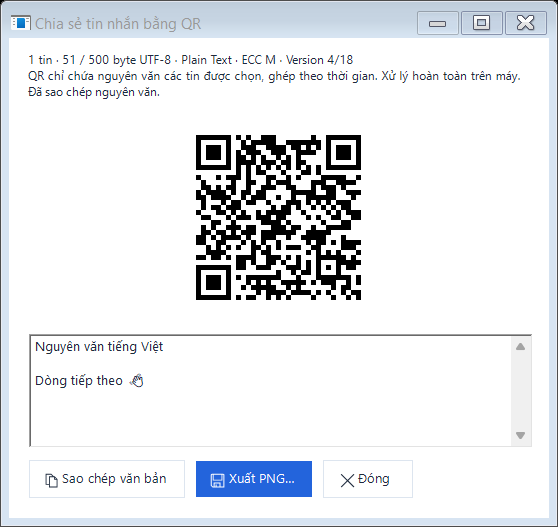 Chia sẻ tin nhắn bằng QR
1 tin · 51 / 500 byte UTF-8 · Plain Text · ECC M · Version 4/18
QR chỉ chứa nguyên văn các tin được chọn, ghép theo thời gian. Xử lý hoàn toàn trên máy.
Đã sao chép nguyên văn.
Nguyên văn tiếng Việt
Dòng tiếp theo 👋
Sao chép văn bản
Xuất PNG...
Đóng